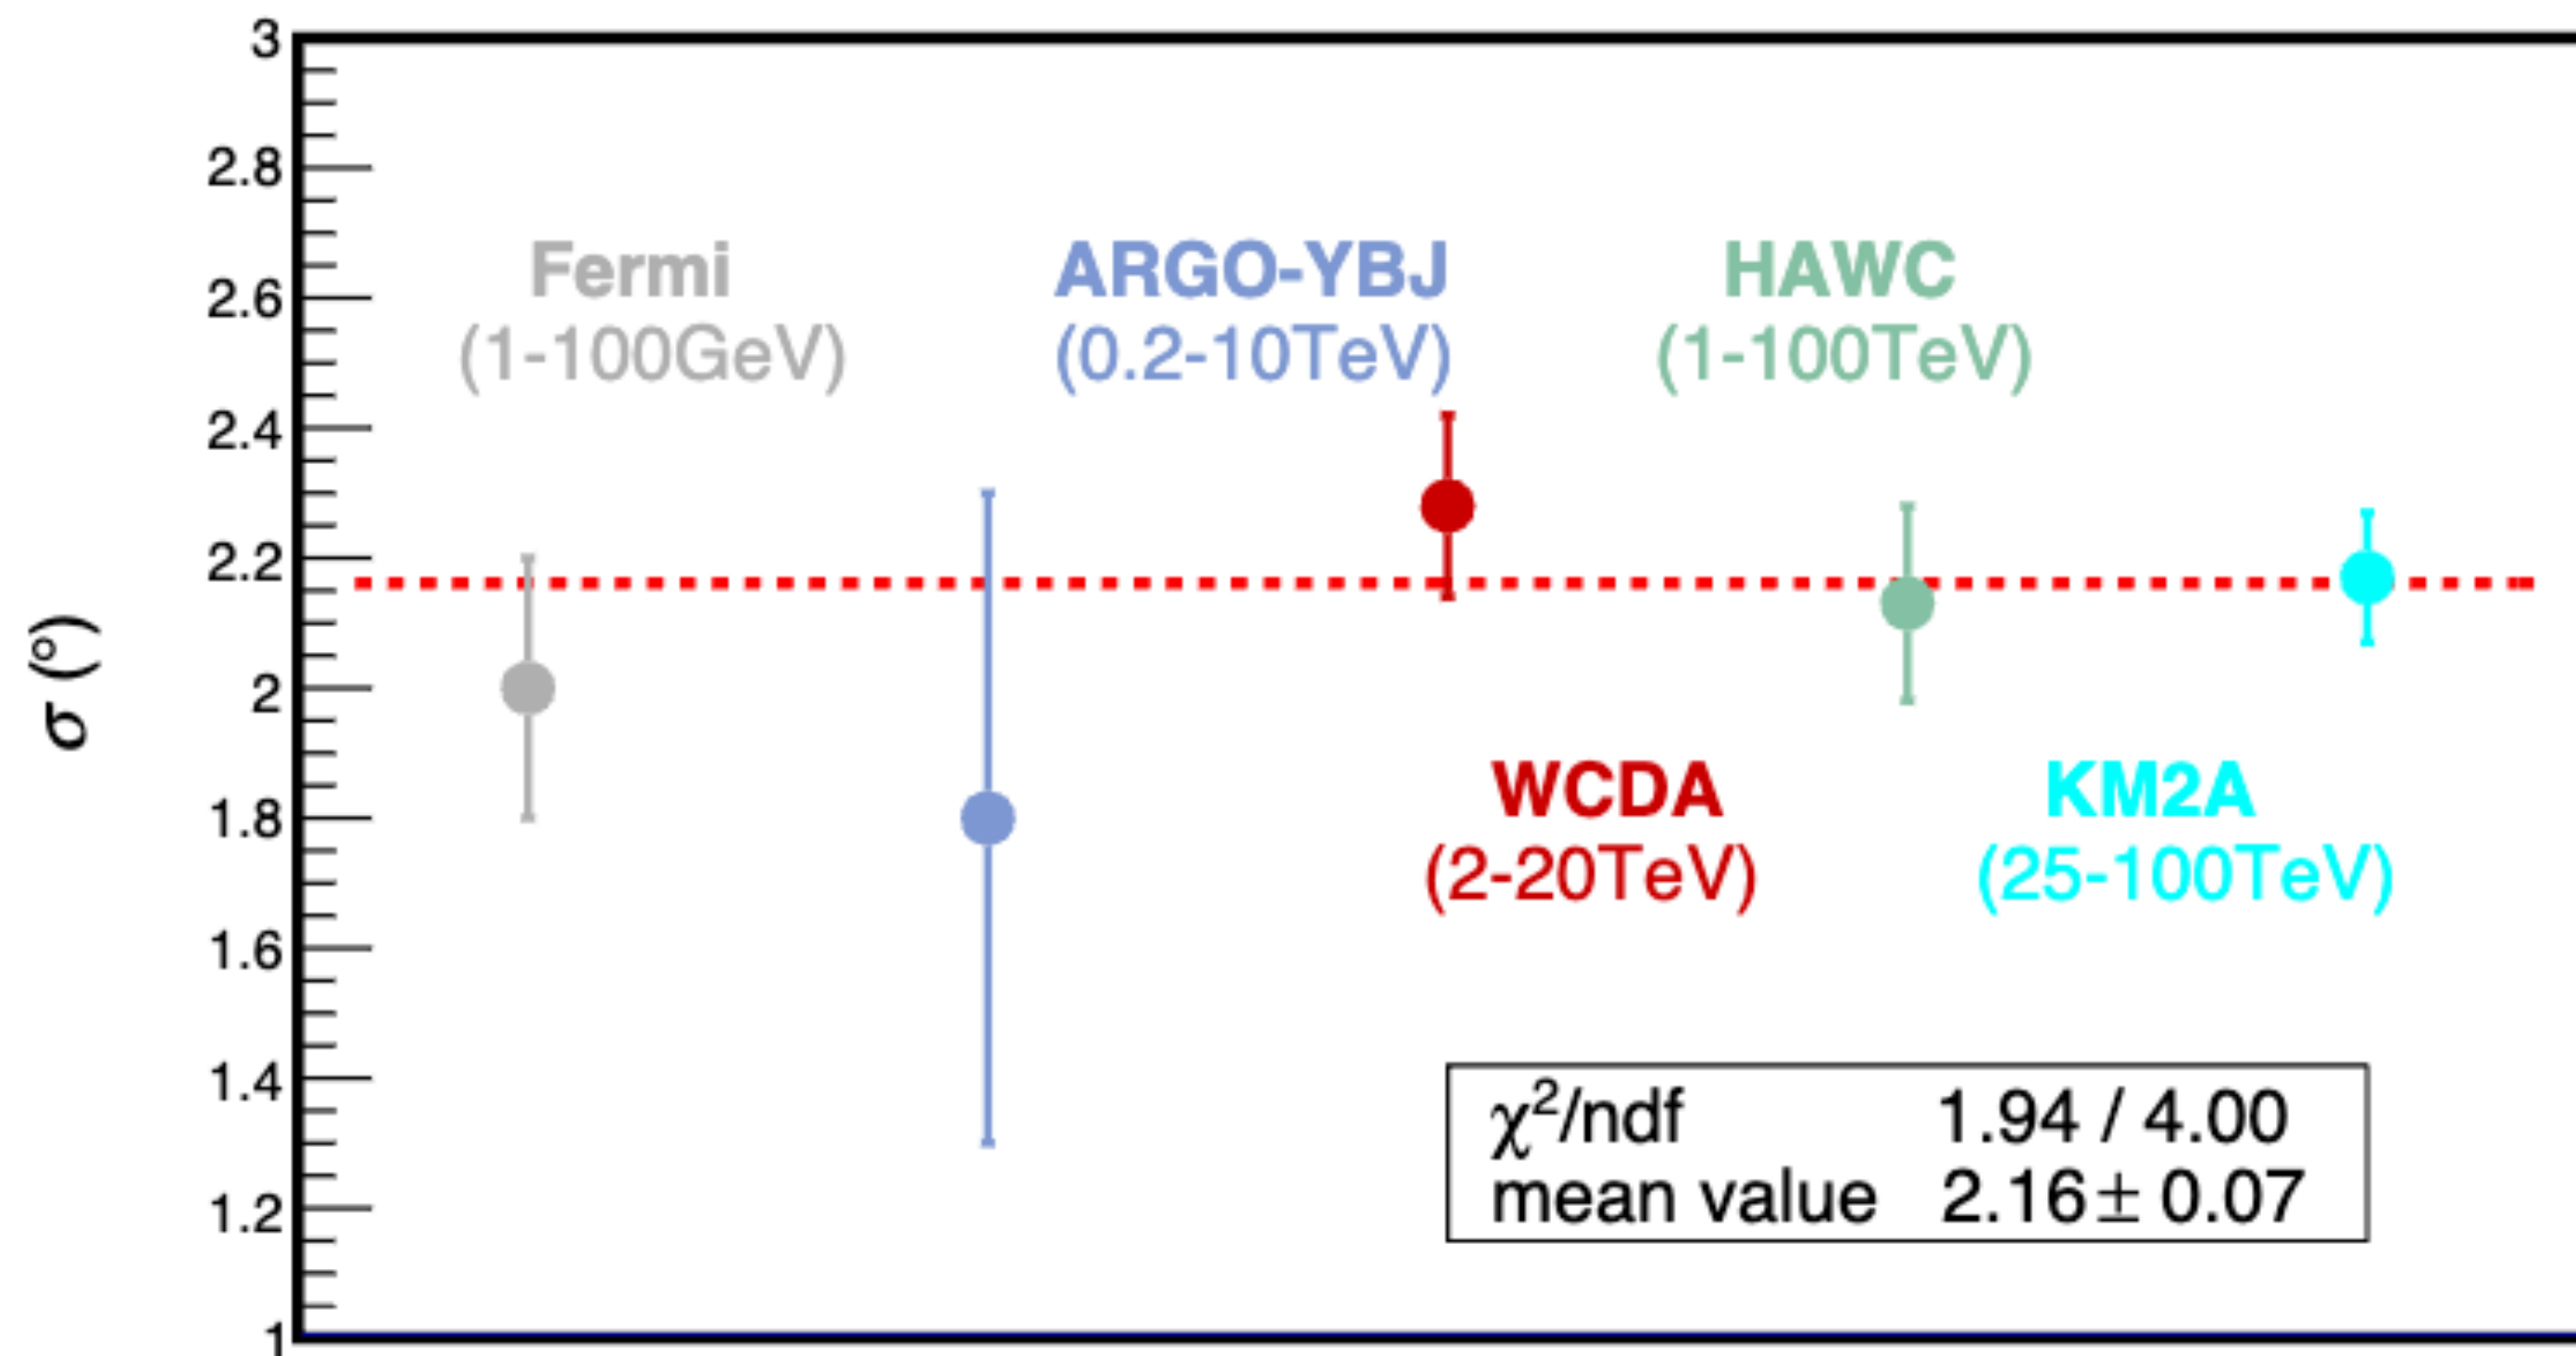 3
2.8
2.6
2.4
2.2
2
1.8
1.6
1.4
1.2
1
σ (°)
Fermi
(1-100GeV)
ARGO-YBJ
(0.2-10TeV)
HAWC
(1-100TeV)
WCDA
(2-20TeV)
KM2A
(25-100TeV)
χ²/ndf 1.94 / 4.00
mean value 2.16± 0.07